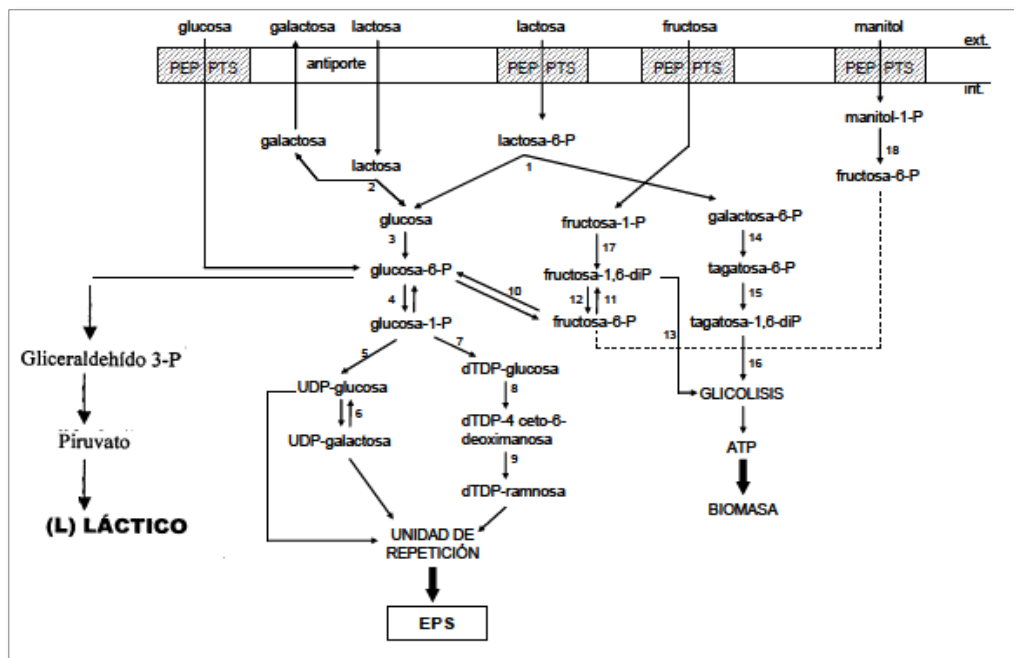 glucosa galactosa lactosa lactosa fructosa manitol
ext.
PEP PTS antiporte PEP PTS PEP PTS PEP PTS
int.
manitol-1-P
galactosa lactosa-6-P
18
lactosa 1 fructosa-6-P
2
glucosa fructosa-1-P galactosa-6-P
3 17 14
glucosa-6-P fructosa-1,6-diP tagatosa-6-P
10
4 12 11 15
glucosa-1-P fructosa-6-P tagatosa-1,6-diP
13
5 7 16
Gliceraldehído 3-P dTDP-glucosa
UDP-glucosa 8 GLICOLISIS
6
UDP-galactosa dTDP-4 ceto-6-
deoximanosa
Piruvato ATP
9
dTDP-ramnosa
BIOMASA
(L) LÁCTICO
UNIDAD DE
REPETICIÓN
EPS